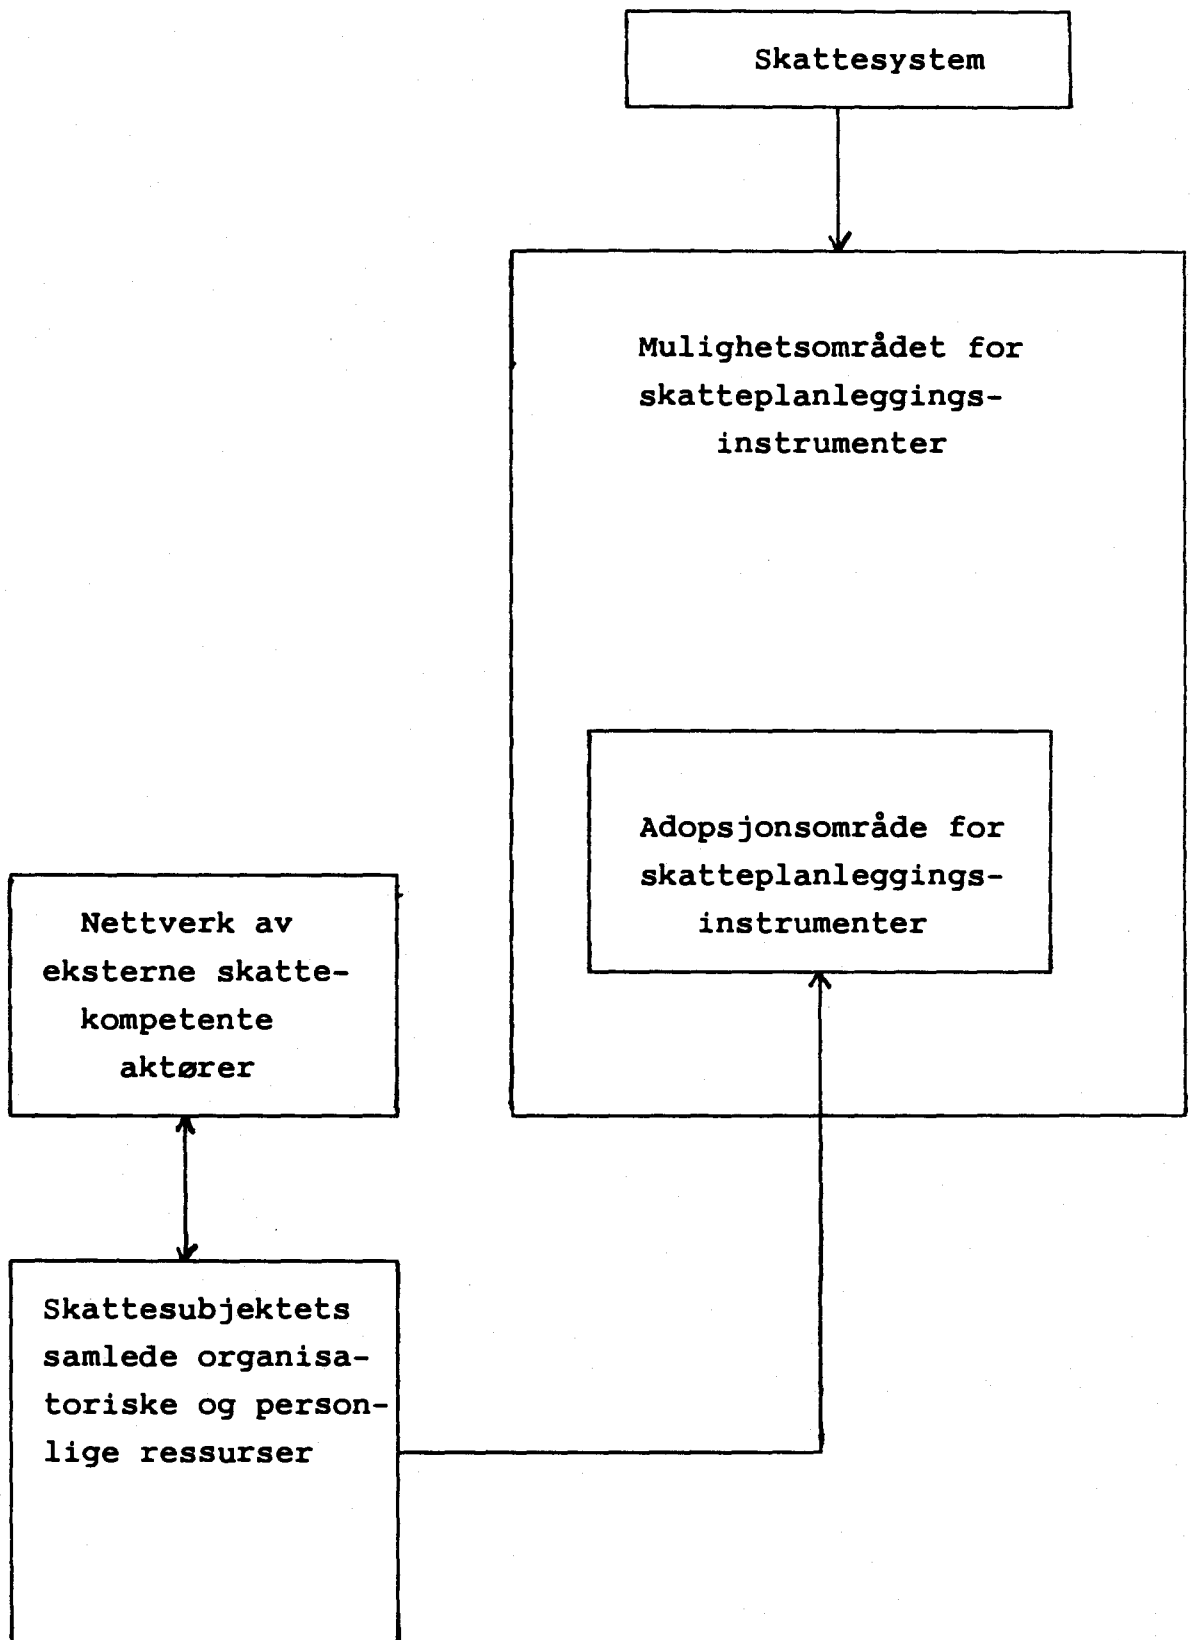 Skattesystem
Mulighetsområdet for
skatteplanleggings-
instrumenter
Adopsjonsområde for
skatteplanleggings-
instrumenter
Nettverk av
eksterne skatte-
kompetente
aktører
Skattesubjektets
samlede organisa-
toriske og person-
lige ressurser